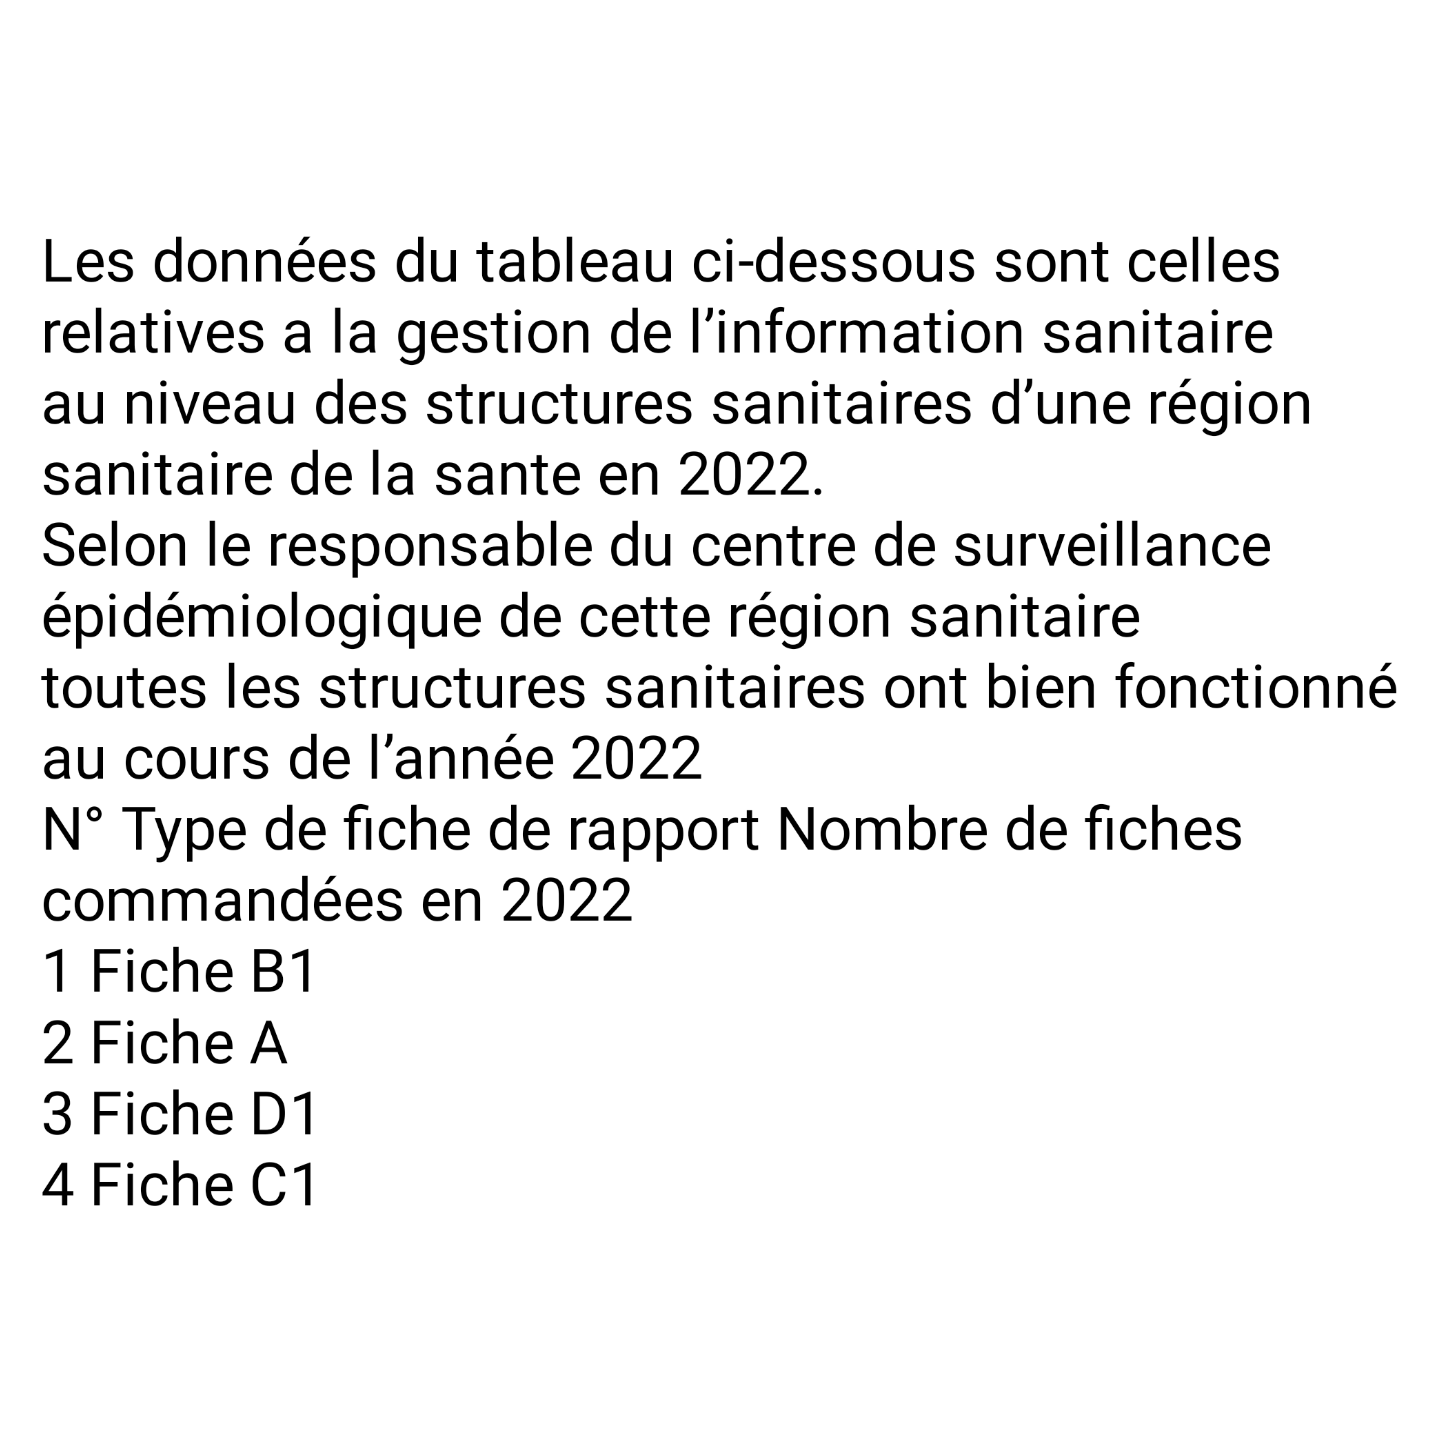 Les données du tableau ci-dessous sont celles
relatives a la gestion de l’information sanitaire
au niveau des structures sanitaires d’une région
sanitaire de la sante en 2022.
Selon le responsable du centre de surveillance
épidémiologique de cette région sanitaire
toutes les structures sanitaires ont bien fonctionné
au cours de l’année 2022
N° Type de fiche de rapport Nombre de fiches
commandées en 2022
1 Fiche B1
2 Fiche A
3 Fiche D1
4 Fiche C1